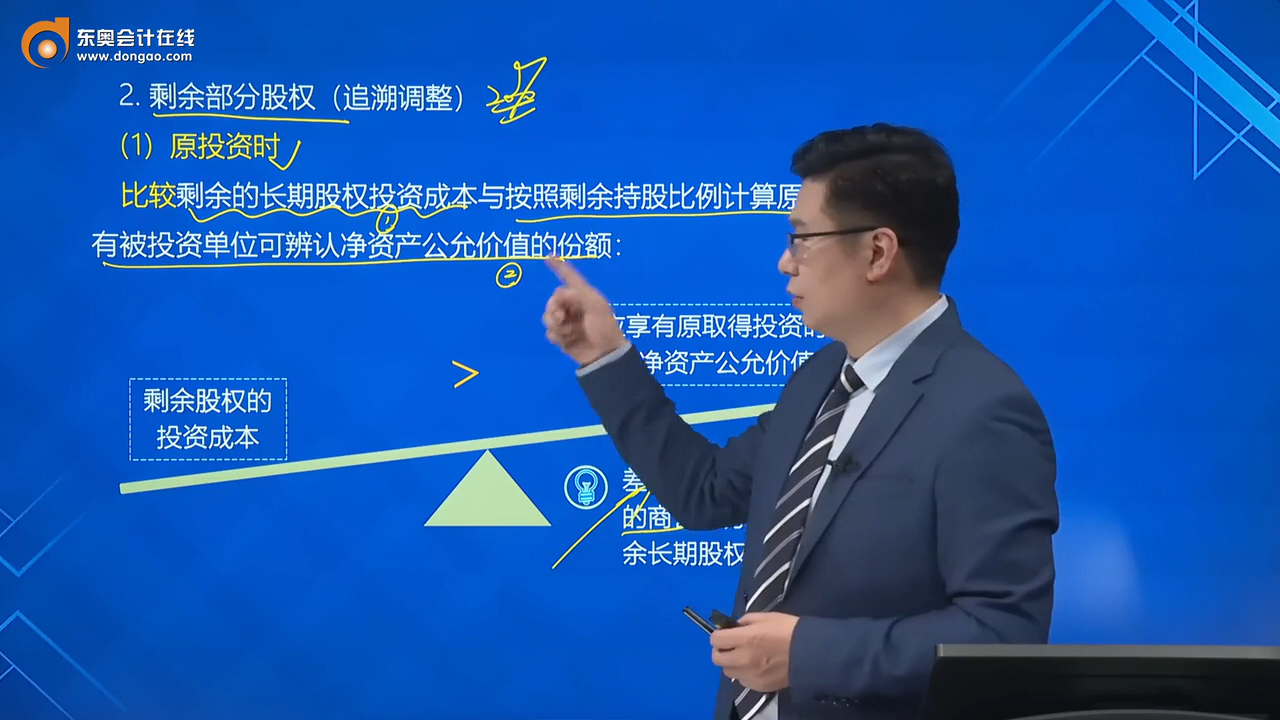 东奥会计在线
www.dongao.com
2. 剩余部分股权（追溯调整）
（1）原投资时
比较剩余的长期股权投资成本与按照剩余持股比例计算原
①
有被投资单位可辨认净资产公允价值的份额：
②
享有原取得投资
净资产公允价值
>
剩余股权的
投资成本
差
的商
余长期股权